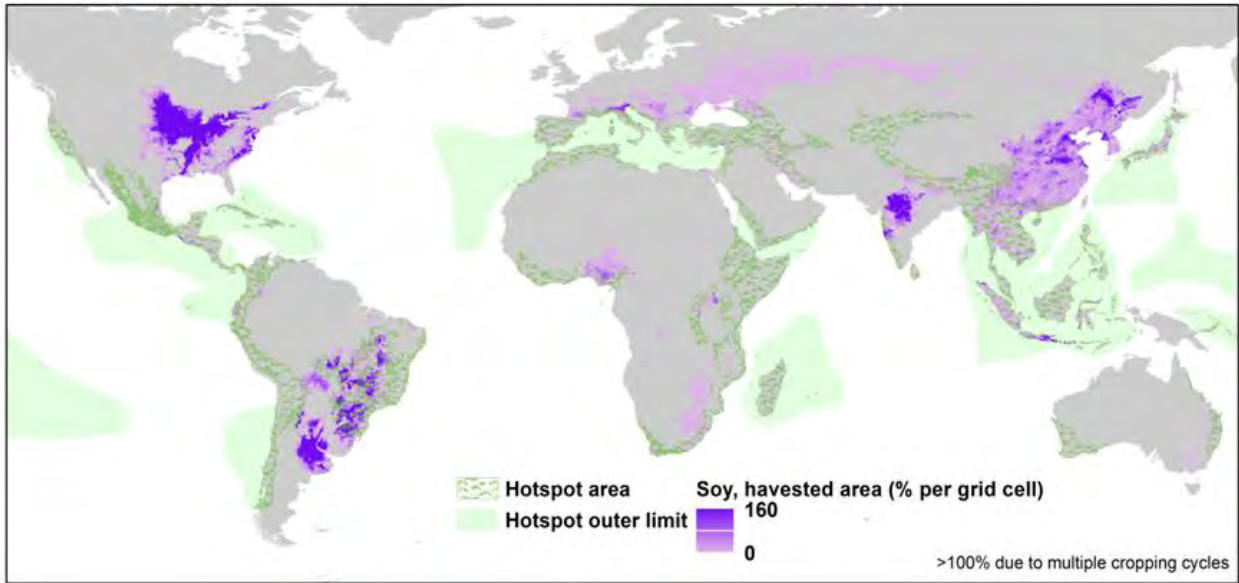 Hotspot area
Hotspot outer limit
Soy, havested area (% per grid cell)
160
0
>100% due to multiple cropping cycles